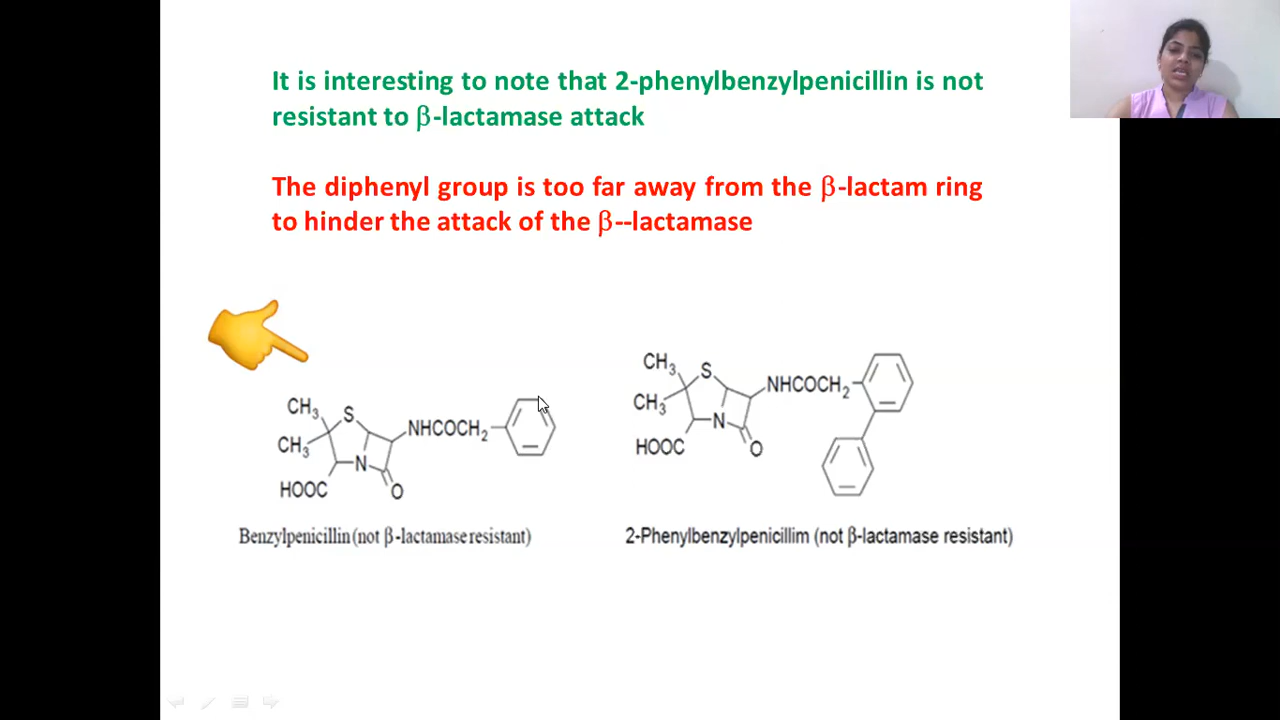 It is interesting to note that 2-phenylbenzylpenicillin is not
resistant to β-lactamase attack
The diphenyl group is too far away from the β-lactam ring
to hinder the attack of the β--lactamase
CH3
S
CH3
NHCOCH2
N
HOOC
O
Benzylpenicillin (not β-lactamase resistant)
CH3
S
NHCOCH2
CH3
N
HOOC
O
2-Phenylbenzylpenicillim (not β-lactamase resistant)